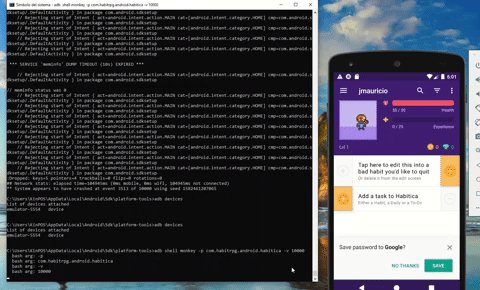 Símbolo del sistema - adb shell monkey -p com.habitrpg.android.habitica -v 10000
dksetup/.DefaultActivity } in package com.android.sdksetup
// Rejecting start of Intent { act=android.intent.action.MAIN cat=[android.intent.category.HOME] cmp=com.android.s
dksetup/.DefaultActivity } in package com.android.sdksetup
// Rejecting start of Intent { act=android.intent.action.MAIN cat=[android.intent.category.HOME] cmp=com.android.s
dksetup/.DefaultActivity } in package com.android.sdksetup
// Rejecting start of Intent { act=android.intent.action.MAIN cat=[android.intent.category.HOME] cmp=com.android.s
dksetup/.DefaultActivity } in package com.android.sdksetup
*** SERVICE 'meminfo' DUMP TIMEOUT (10s) EXPIRED ***
// Rejecting start of Intent { act=android.intent.action.MAIN cat=[android.intent.category.HOME] cmp=com.android.s
dksetup/.DefaultActivity } in package com.android.sdksetup
// meminfo status was 0
// Rejecting start of Intent { act=android.intent.action.MAIN cat=[android.intent.category.HOME] cmp=com.android.s
dksetup/.DefaultActivity } in package com.android.sdksetup
// Rejecting start of Intent { act=android.intent.action.MAIN cat=[android.intent.category.HOME] cmp=com.android.s
dksetup/.DefaultActivity } in package com.android.sdksetup
// Rejecting start of Intent { act=android.intent.action.MAIN cat=[android.intent.category.HOME] cmp=com.android.s
dksetup/.DefaultActivity } in package com.android.sdksetup
// Rejecting start of Intent { act=android.intent.action.MAIN cat=[android.intent.category.HOME] cmp=com.android.s
dksetup/.DefaultActivity } in package com.android.sdksetup
:Dropped: keys=5 pointers=4 trackballs=0 flips=0 rotations=0
## Network stats: elapsed time=104945ms (0ms mobile, 0ms wifi, 104945ms not connected)
** System appears to have crashed at event 3511 of 10000 using seed
C:\Users\WinPOS\AppData\Local\Android\Sdk\platform-tools>adb devices
List of devices attached
emulator-5554 device
C:\Users\WinPOS\AppData\Local\Android\Sdk\platform-tools>adb devices
List of devices attached
emulator-5554 device
C:\Users\WinPOS\AppData\Local\Android\Sdk\platform-tools>adb shell monkey -p com.habitrpg.android.habitica -v 10000
bash arg: -p
bash arg: com.habitrpg.android.habitica
bash arg: -v
bash arg: 10000
6:01
jmauricio
50 / 50 Health
0 / 25 Experience
Lvl 1
0 0
Tap here to edit this into a
bad habit you'd like to quit
Or delete it from the edit screen
Add a task to Habitica
Either a Habit, a Daily, or a To-Do
Save password to Google?
NO THANKS SAVE